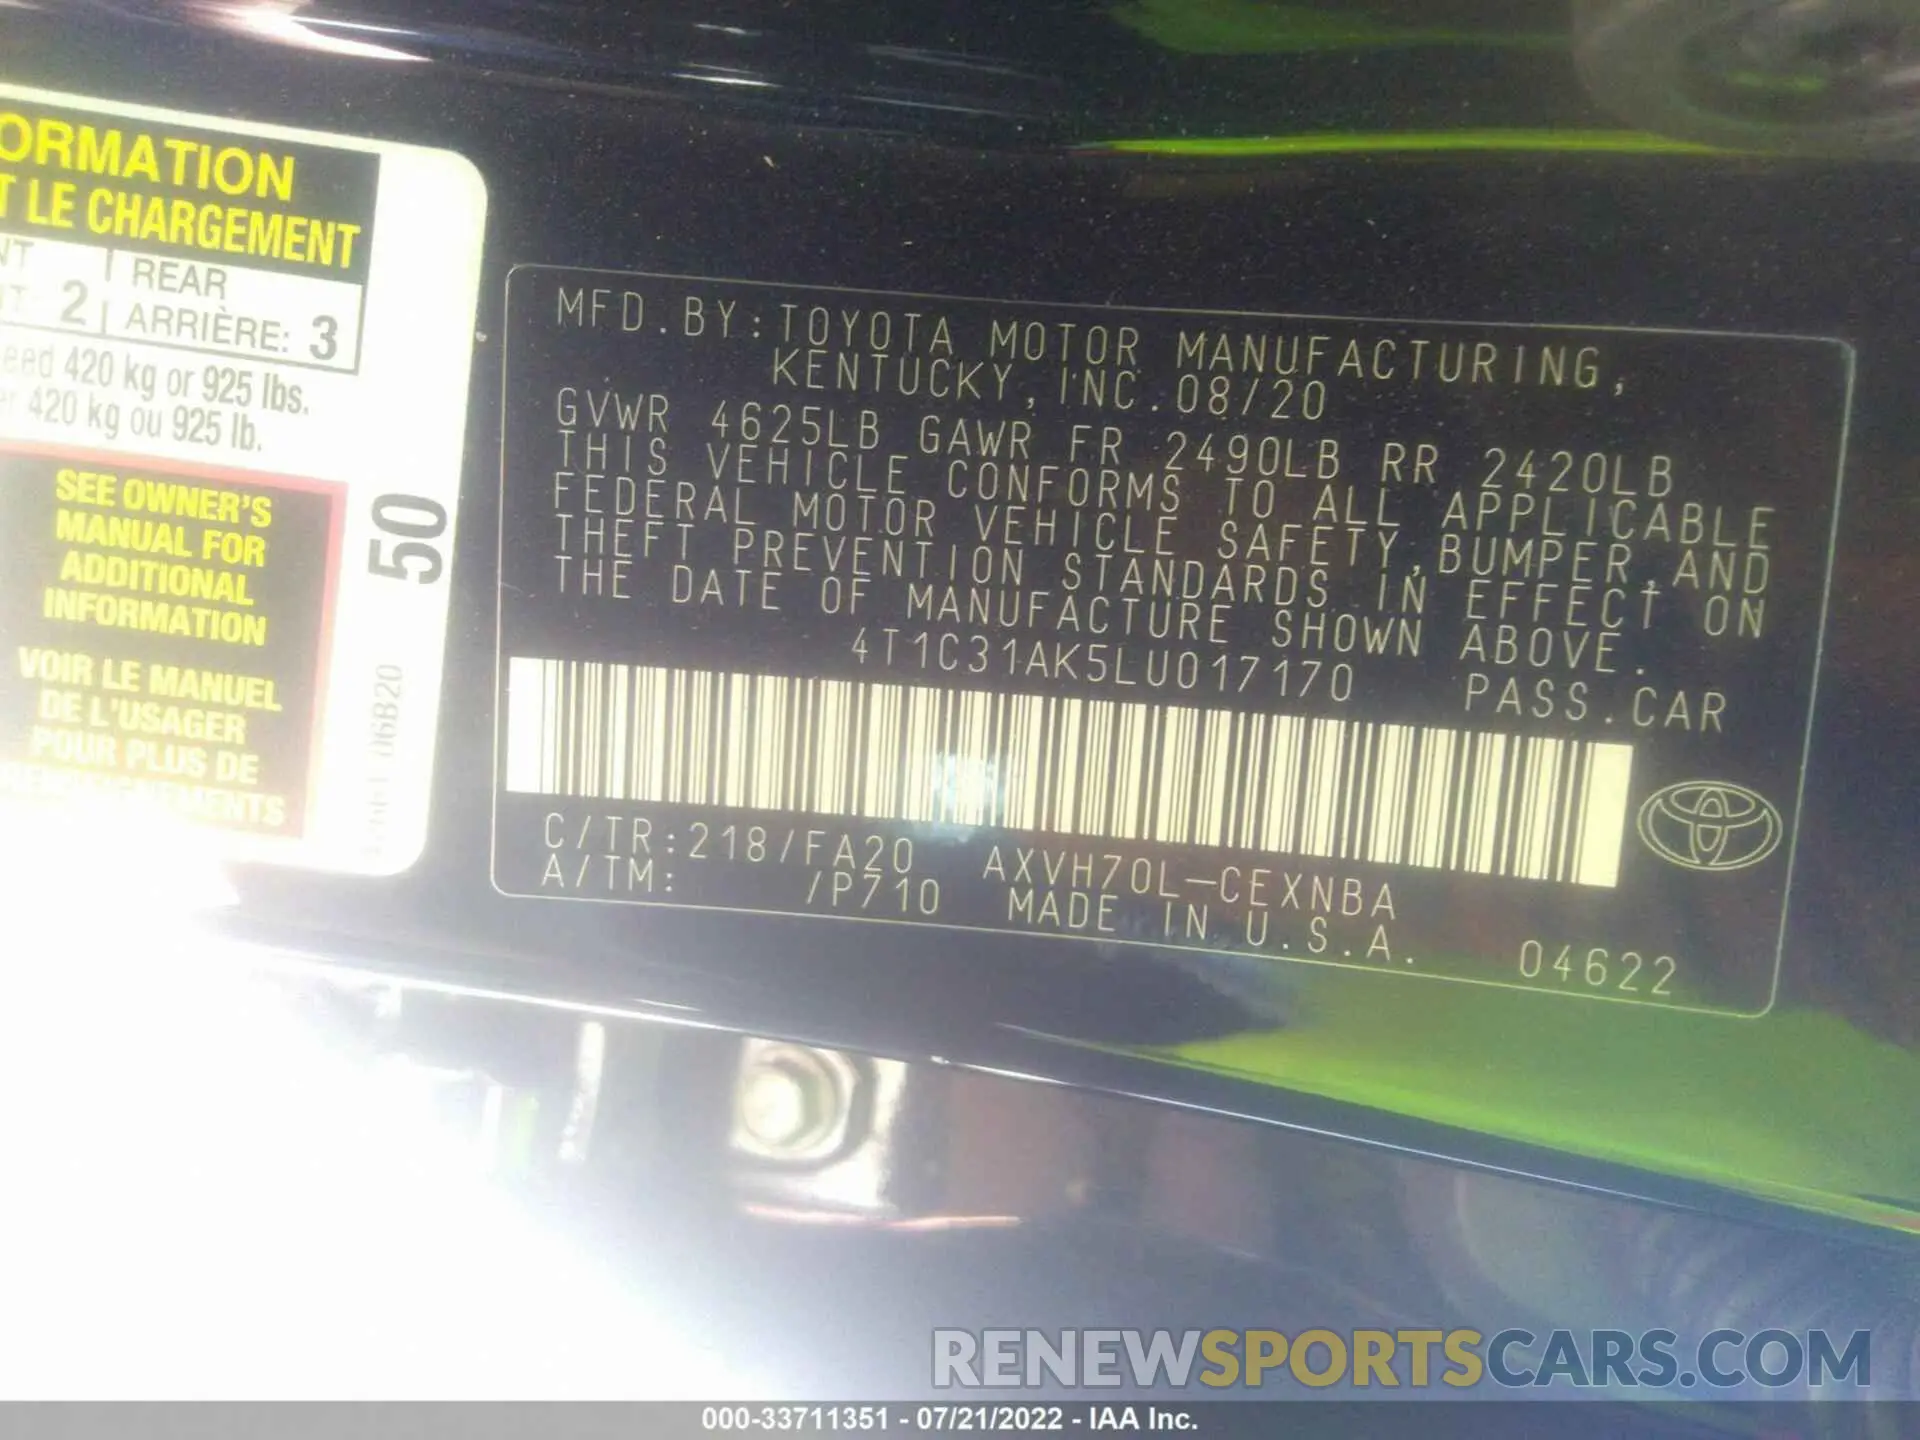 ORMATION
T LE CHARGEMENT
NT | REAR
2 | ARRIÈRE: 3
eed 420 kg or 925 lbs.
er 420 kg ou 925 lb.
SEE OWNER'S
MANUAL FOR
ADDITIONAL
INFORMATION
VOIR LE MANUEL
DE L'USAGER
POUR PLUS DE
50
06B20
MFD.BY:TOYOTA MOTOR MANUFACTURING,
KENTUCKY,INC.08/20
GVWR 4625LB GAWR FR 2490LB RR 2420LB
THIS VEHICLE CONFORMS TO ALL APPLICABLE
FEDERAL MOTOR VEHICLE SAFETY,BUMPER,AND
THEFT PREVENTION STANDARDS IN EFFECT ON
THE DATE OF MANUFACTURE SHOWN ABOVE.
4T1C31AK5LU017170 PASS.CAR
C/TR:218/FA20 AXVH70L-CEXNBA
A/TM: /P710 MADE IN U.S.A. 04622
RENEWSPORTSCARS.COM
000-33711351 - 07/21/2022 - IAA Inc.